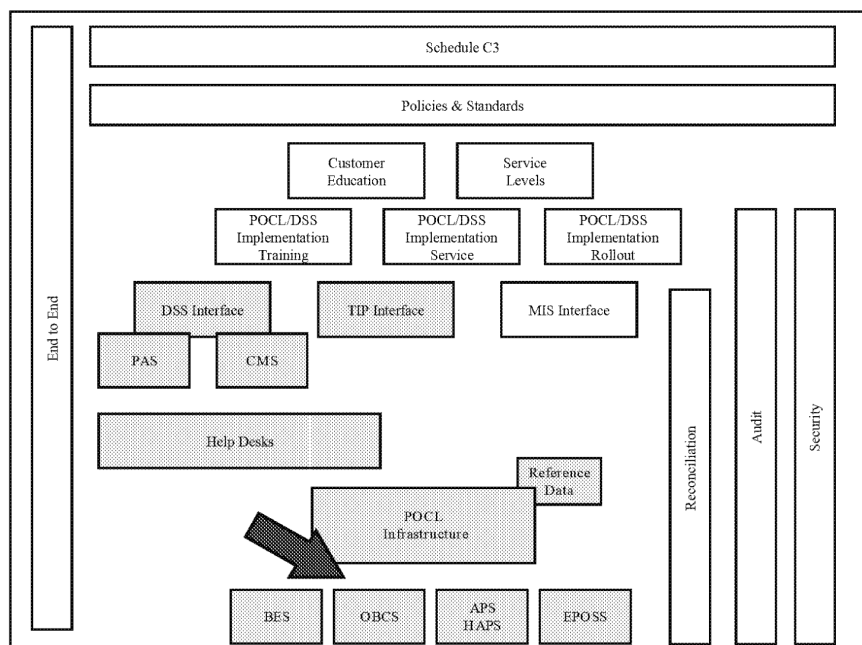 Schedule C3
Policies & Standards
Customer
Education
Service
Levels
POCL/DSS
Implementation
Training
POCL/DSS
Implementation
Service
POCL/DSS
Implementation
Rollout
End to End
DSS Interface
TIP Interface
MIS Interface
PAS
CMS
Reconciliation
Audit
Security
Help Desks
Reference
Data
POCL
Infrastructure
BES
OBCS
APS
HAPS
EPOSS